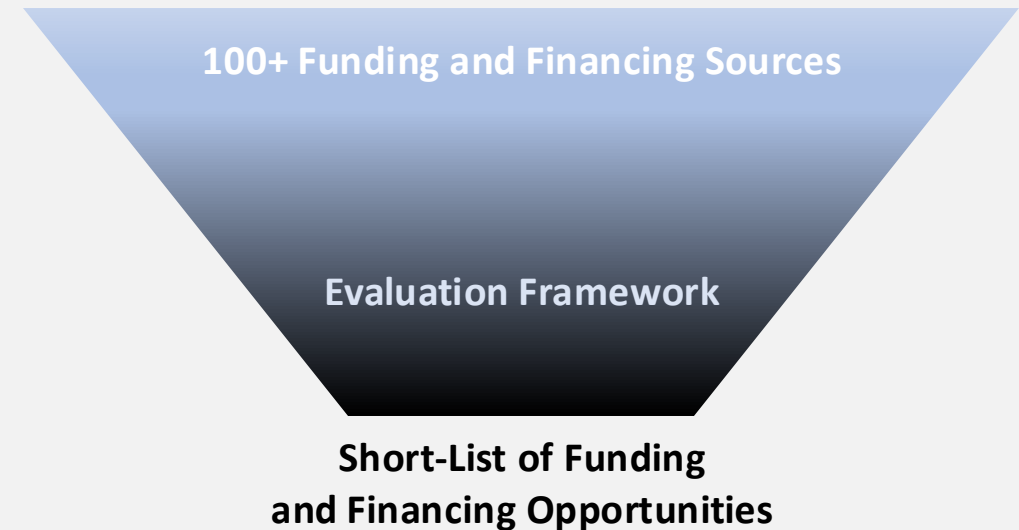 100+ Funding and Financing Sources
Evaluation Framework
Short-List of Funding
and Financing Opportunities